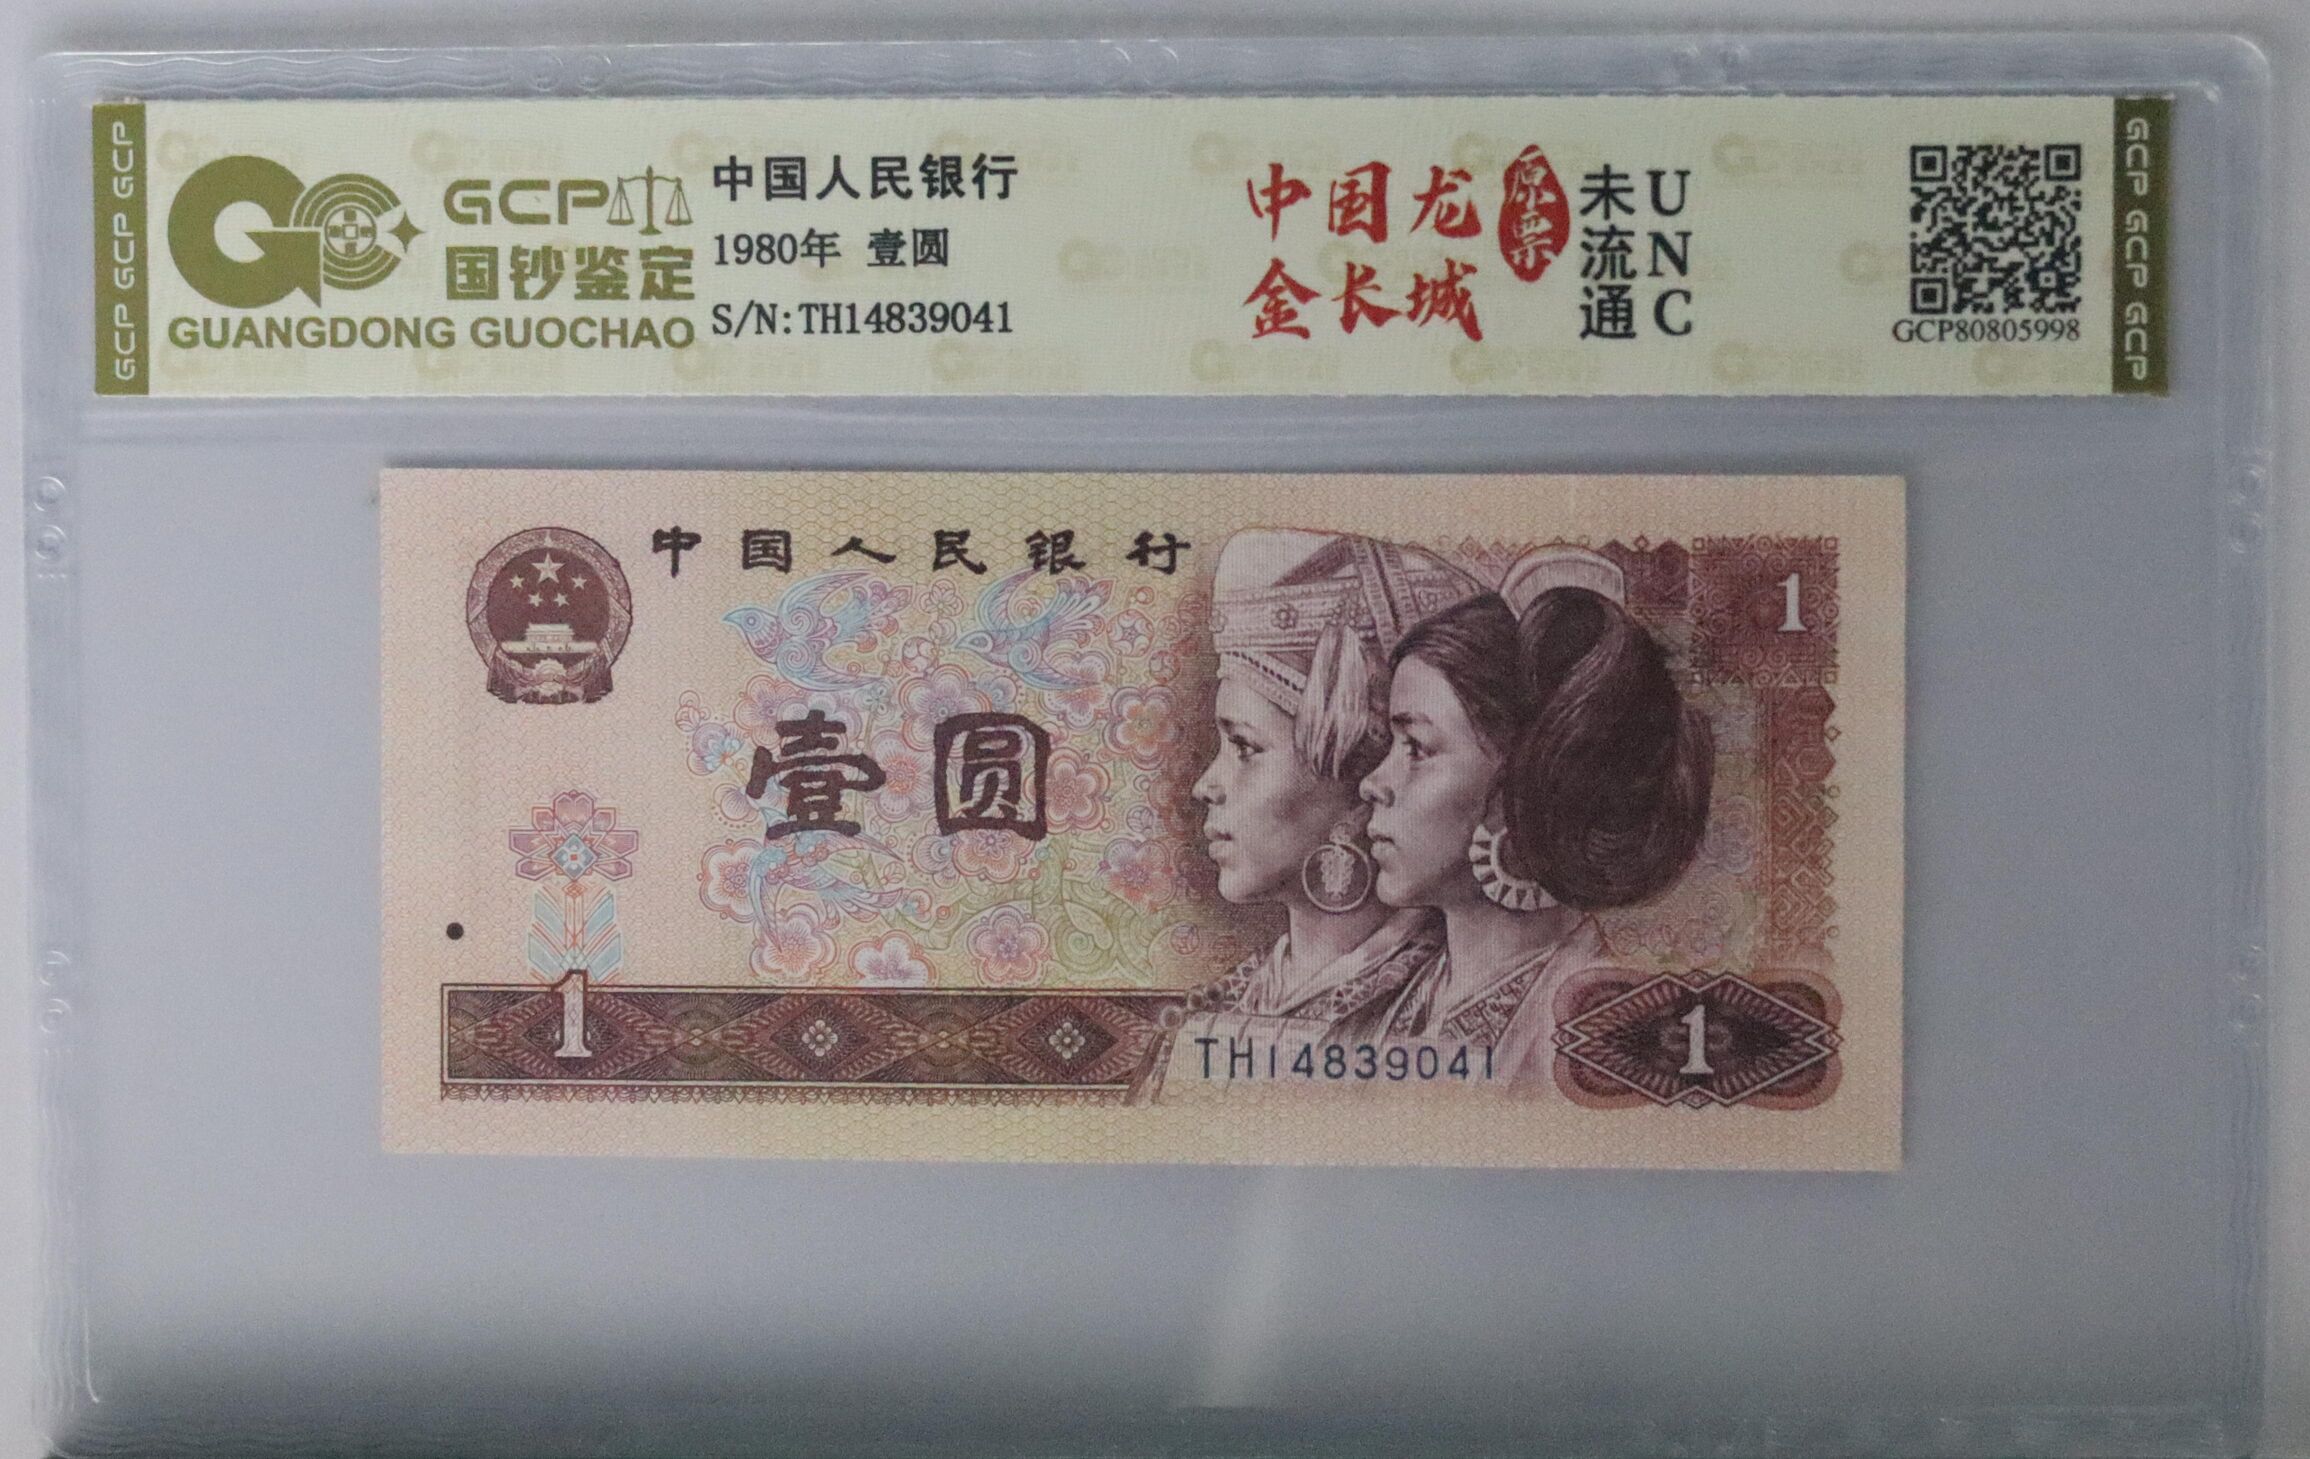 GCP GCP GCP
GCP
国钞鉴定
GUANGDONG GUOCHAO
中国人民银行
1980年 壹圆
S/N:TH14839041
中国龙
金长城
原票
未流通
UNC
GCP80805998
GCP GCP GCP
中国人民银行
1
壹圆
1
TH14839041
1